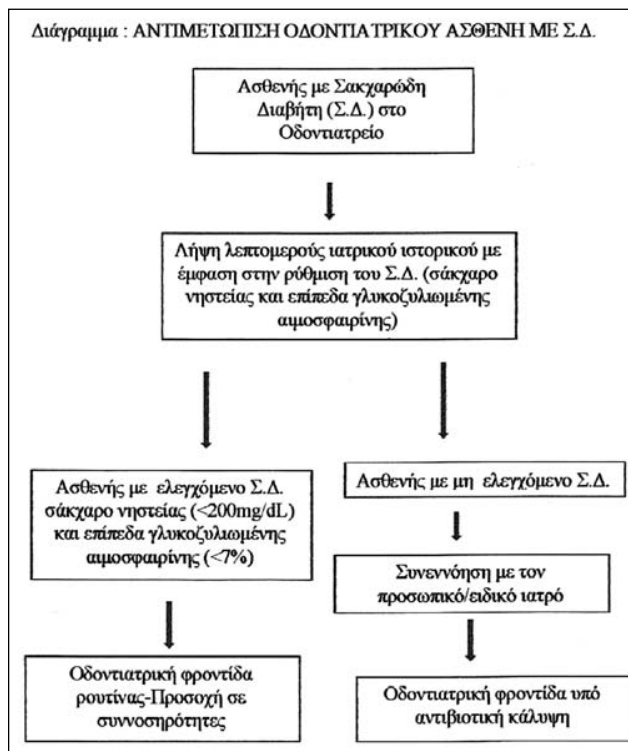 Διάγραμμα : ΑΝΤΙΜΕΤΩΠΙΣΗ ΟΔΟΝΤΙΑΤΡΙΚΟΥ ΑΣΘΕΝΗ ΜΕ Σ.Δ.
Ασθενής με Σακχαρώδη
Διαβήτη (Σ.Δ.) στο
Οδοντιατρείο
Λήψη λεπτομερούς ιατρικού ιστορικού με
έμφαση στην ρύθμιση του Σ.Δ. (σάκχαρο
νηστείας και επίπεδα γλυκοζυλιωμένης
αιμοσφαιρίνης)
Ασθενής με ελεγχόμενο Σ.Δ.
σάκχαρο νηστείας (<200mg/dL)
και επίπεδα γλυκοζυλιωμένης
αιμοσφαιρίνης (<7%)
Οδοντιατρική φροντίδα
ρουτίνας-Προσοχή σε
συννοσηρότητες
Ασθενής με μη ελεγχόμενο Σ.Δ.
Συνεννόηση με τον
προσωπικό/ειδικό ιατρό
Οδοντιατρική φροντίδα υπό
αντιβιοτική κάλυψη